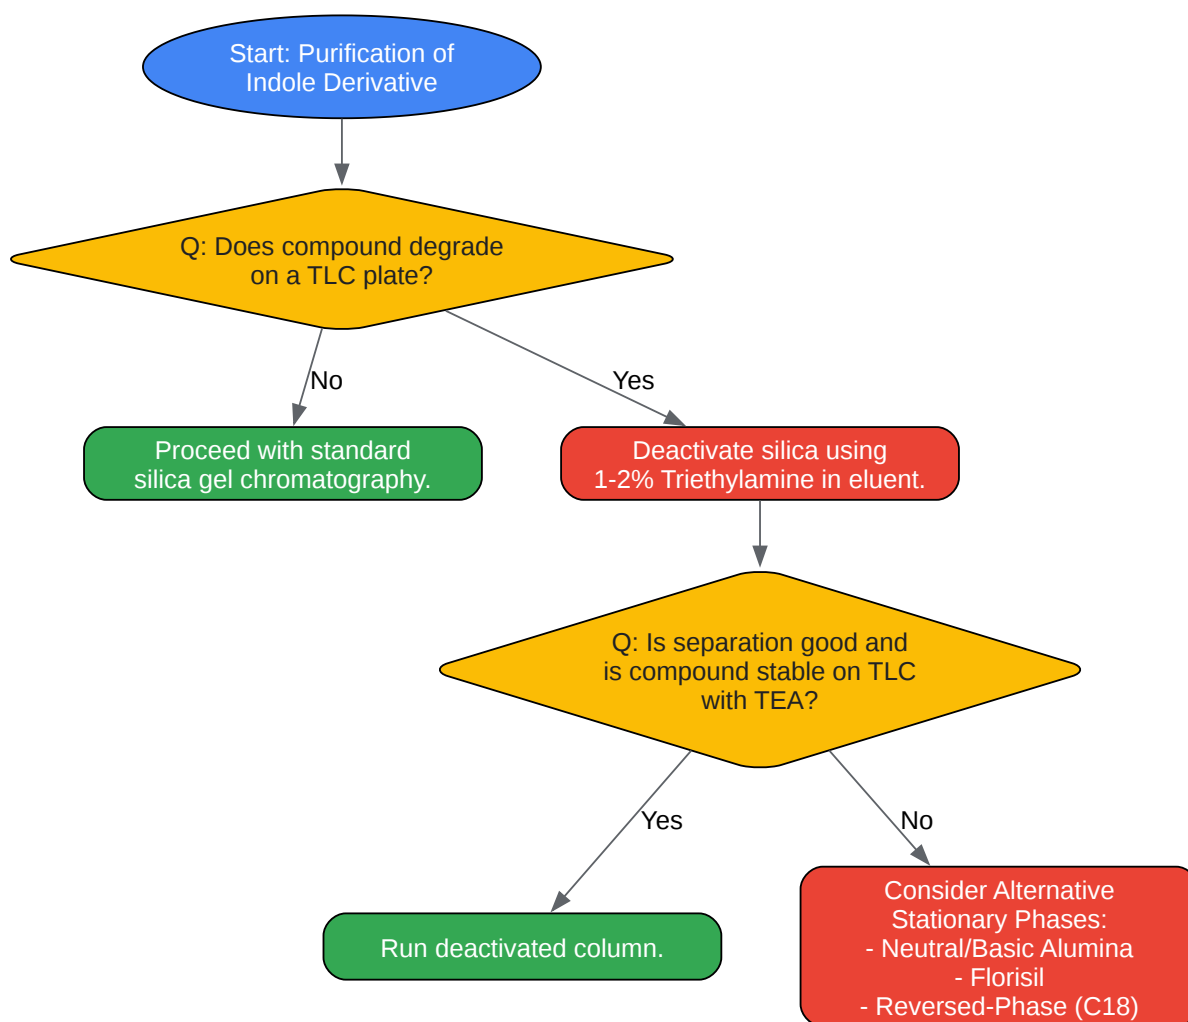 Start: Purification of
Indole Derivative
Q: Does compound degrade
on a TLC plate?
No
Yes
Proceed with standard
silica gel chromatography.
Deactivate silica using
1-2% Triethylamine in eluent.
Q: Is separation good and
is compound stable on TLC
with TEA?
Yes
No
Run deactivated column.
Consider Alternative
Stationary Phases:
- Neutral/Basic Alumina
- Florisil
- Reversed-Phase (C18)